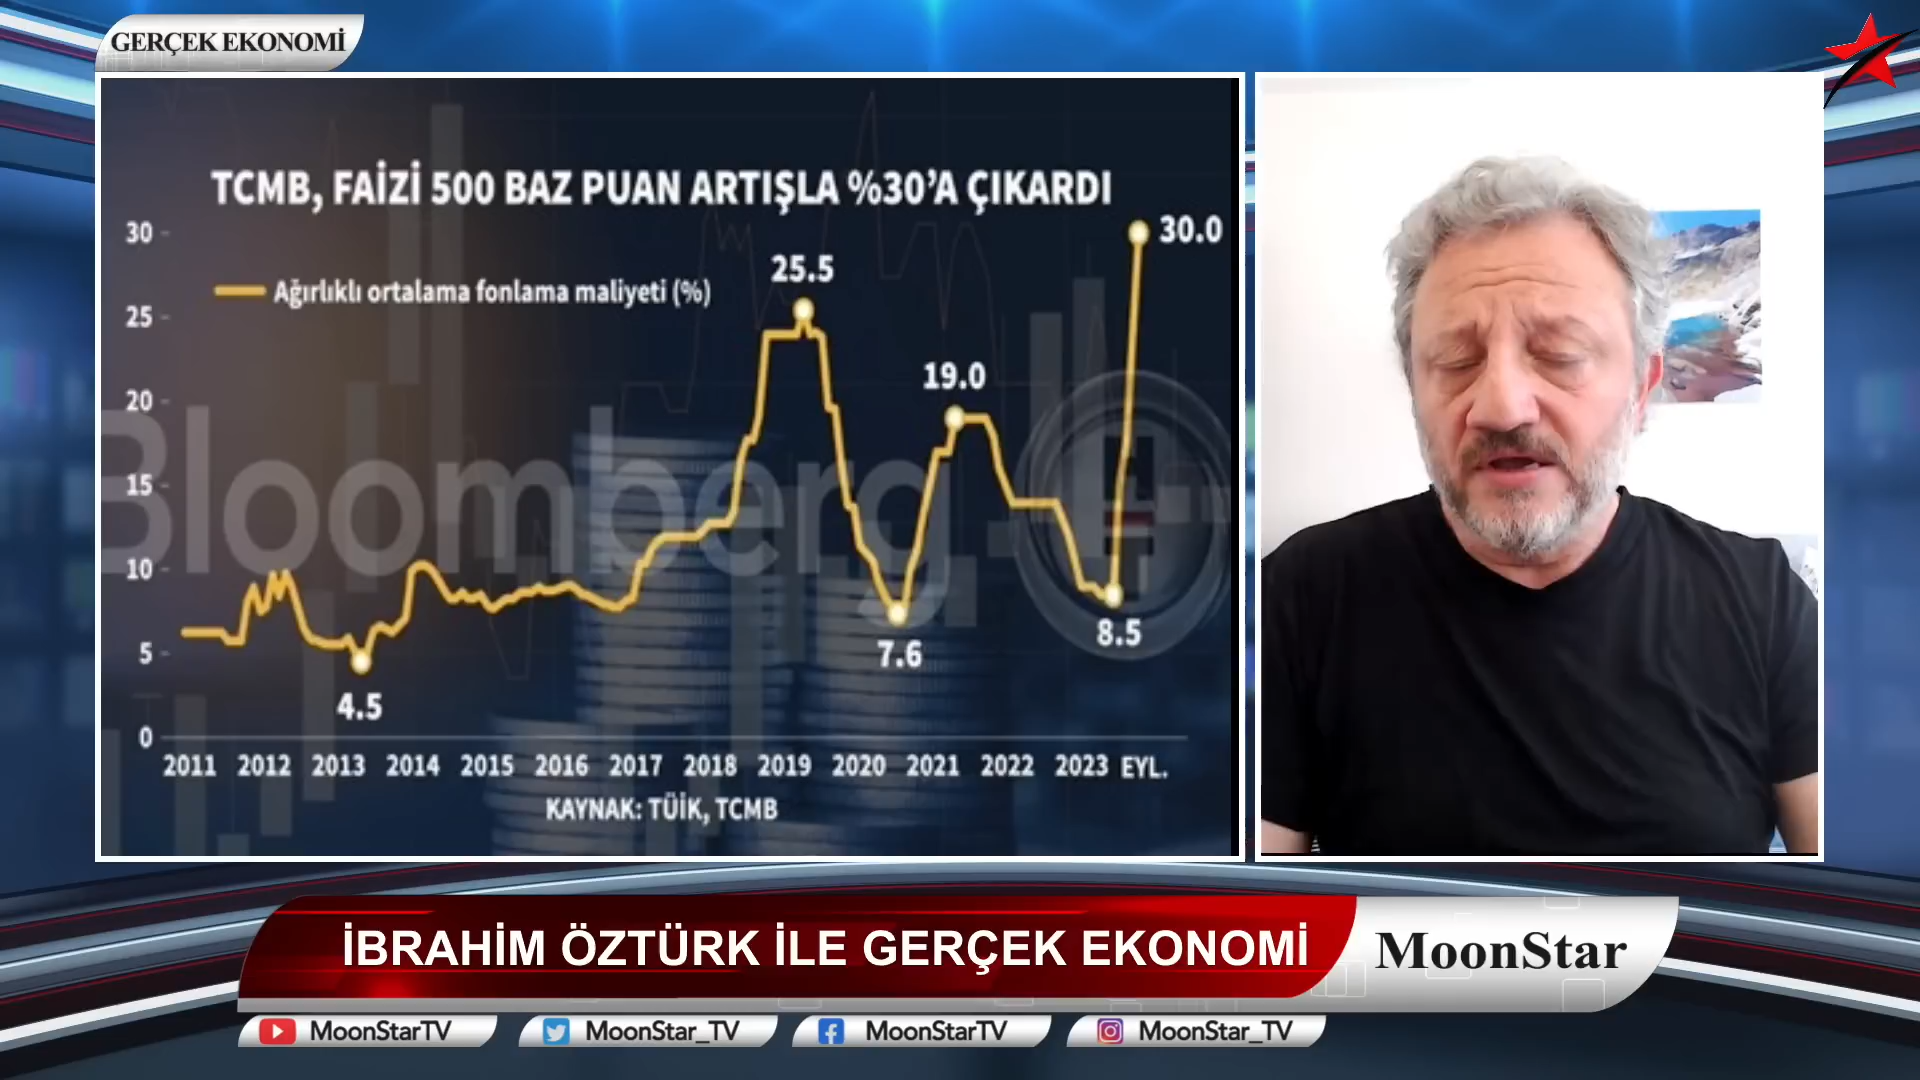 GERÇEK EKONOMİ
TCMB, FAİZİ 500 BAZ PUAN ARTIŞLA %30'A ÇIKARDI
Ağırlıklı ortalama fonlama maliyeti (%)
30
25
20
15
10
5
0
4.5
25.5
7.6
19.0
8.5
30.0
2011 2012 2013 2014 2015 2016 2017 2018 2019 2020 2021 2022 2023 EYL.
KAYNAK: TÜİK, TCMB
Bloomberg
İBRAHİM ÖZTÜRK İLE GERÇEK EKONOMİ
MoonStar
MoonStarTV
MoonStar_TV
MoonStarTV
MoonStar_TV